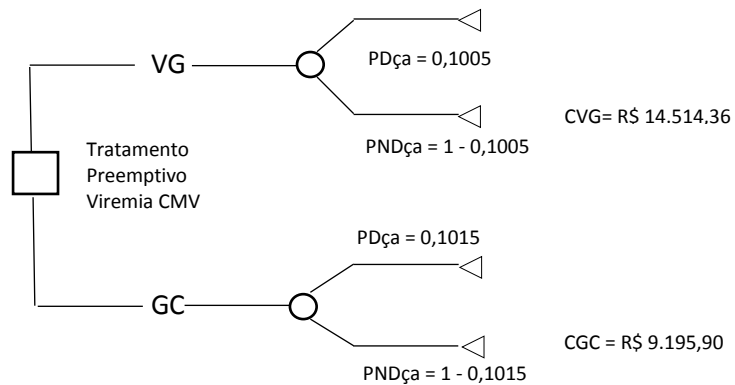 VG
PDça = 0,1005
PNDça = 1 - 0,1005
CVG= R$ 14.514,36
Tratamento
Preemptivo
Viremia CMV
PDça = 0,1015
GC
PNDça = 1 - 0,1015
CGC = R$ 9.195,90